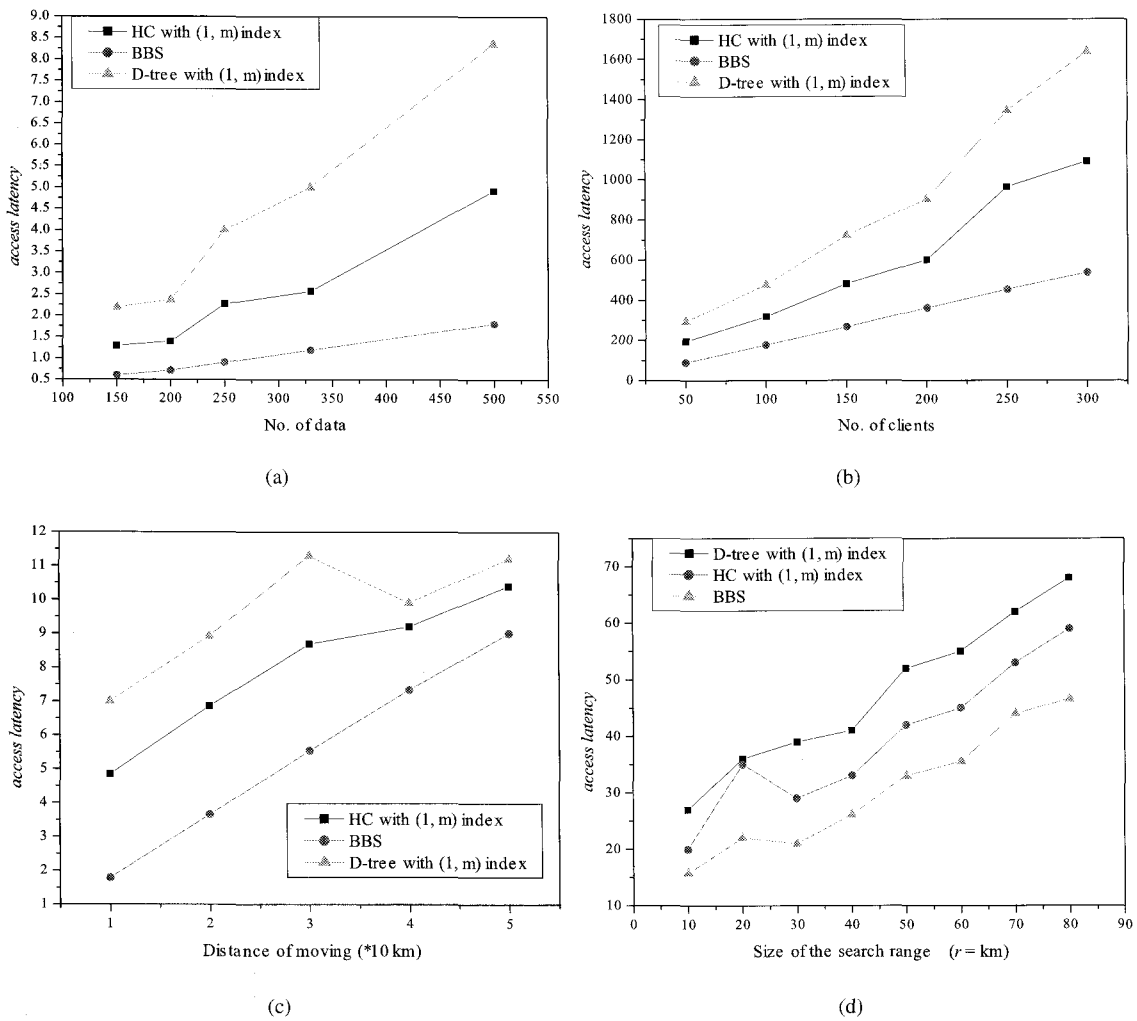 9.0
8.5
8.0
7.5
7.0
6.5
6.0
5.5
5.0
4.5
4.0
3.5
3.0
2.5
2.0
1.5
1.0
0.5
access latency
HC with (1, m) index
BBS
D-tree with (1, m) index
100 150 200 250 300 350 400 450 500 550
No. of data
(a)
1800
1600
1400
1200
1000
800
600
400
200
0
access latency
HC with (1, m) index
BBS
D-tree with (1, m) index
50 100 150 200 250 300
No. of clients
(b)
12
11
10
9
8
7
6
5
4
3
2
1
access latency
HC with (1, m) index
BBS
D-tree with (1, m) index
1 2 3 4 5
Distance of moving (*10 km)
(c)
70
60
50
40
30
20
10
access latency
D-tree with (1, m) index
HC with (1, m) index
BBS
0 10 20 30 40 50 60 70 80 90
Size of the search range (r = km)
(d)